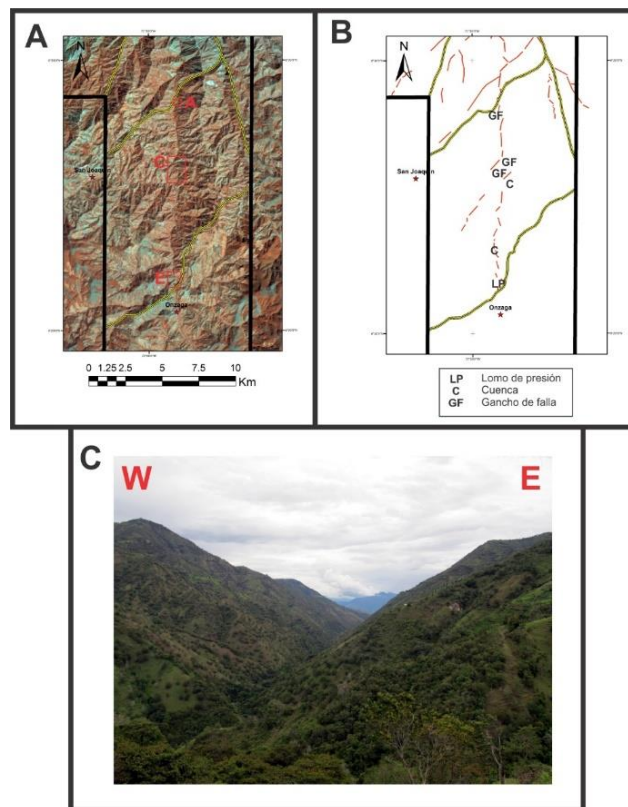 A
N
A
San Joaquin
Onzaga
0 1.25 2.5 5 7.5 10
Km
B
N
GF
GF
San Joaquin
GF
C
C
LP
Onzaga
LP Lomo de presión
C Cuenca
GF Gancho de falla
C
W
E